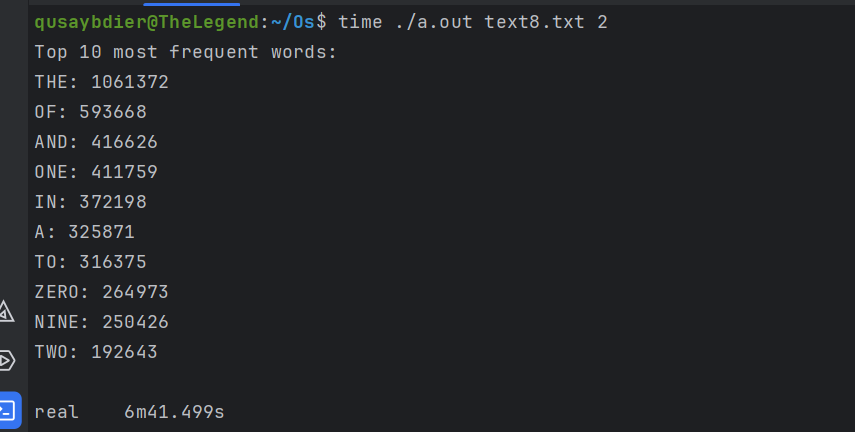 qusaybdier@TheLegend:~/Os$ time ./a.out text8.txt 2
Top 10 most frequent words:
THE: 1061372
OF: 593668
AND: 416626
ONE: 411759
IN: 372198
A: 325871
TO: 316375
ZERO: 264973
NINE: 250426
TWO: 192643
real    6m41.499s